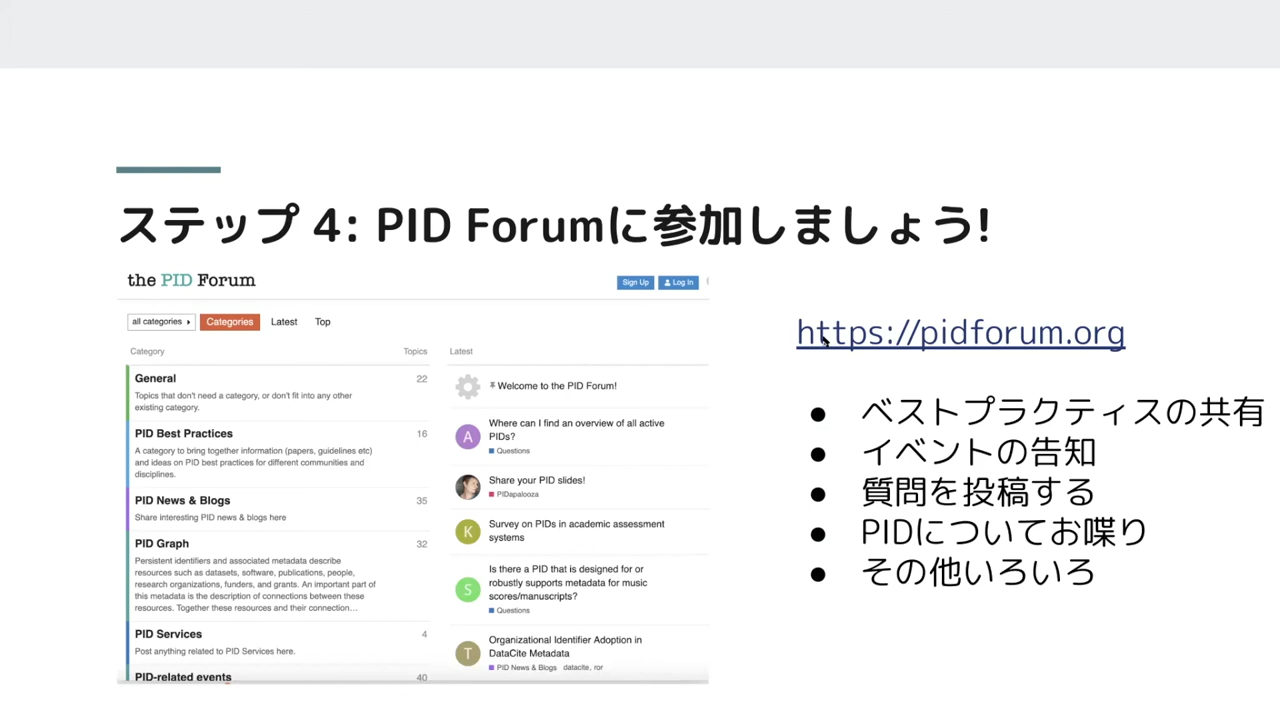 ステップ 4: PID Forumに参加しましょう!
the PID Forum
Sign Up
Log In
all categories
Categories
Latest
Top
Category
Topics
General
22
Topics that don't need a category, or don't fit into any other
existing category.
PID Best Practices
16
A category to bring together information (papers, guidelines etc)
and ideas on PID best practices for different communities and
disciplines.
PID News & Blogs
35
Share interesting PID news & blogs here
PID Graph
32
Persistent identifiers and associated metadata describe
resources such as datasets, software, publications, people,
research organizations, funders, and grants. An important part of
this metadata is the description of connections between these
resources. Together these resources and their connection…
PID Services
4
Post anything related to PID Services here.
PID-related events
40
Latest
Welcome to the PID Forum!
A
Where can I find an overview of all active
PIDs?
Questions
Share your PID slides!
PIDapalooza
K
Survey on PIDs in academic assessment
systems
S
Is there a PID that is designed for or
robustly supports metadata for music
scores/manuscripts?
Questions
T
Organizational Identifier Adoption in
DataCite Metadata
PID News & Blogs datacite, ror
https://pidforum.org
● ベストプラクティスの共有
● イベントの告知
● 質問を投稿する
● PIDについてお喋り
● その他いろいろ